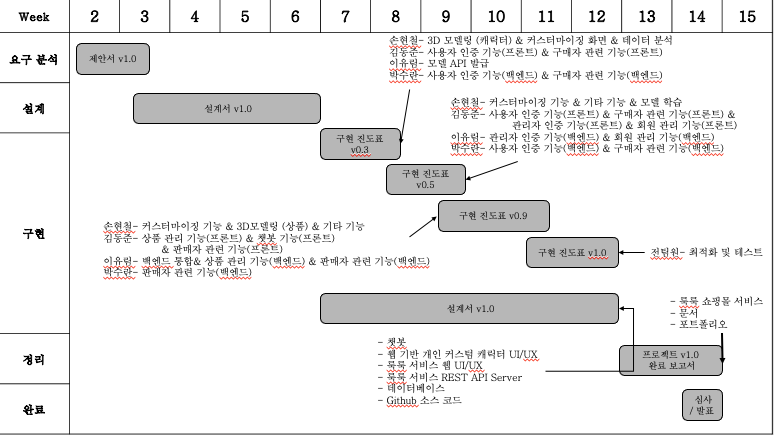 Week 2 3 4 5 6 7 8 9 10 11 12 13 14 15
요구 분석
제안서 v1.0
손현철- 3D 모델링 (캐릭터) & 커스터마이징 화면 & 데이터 분석
김동준- 사용자 인증 기능(프론트) & 구매자 관련 기능(프론트)
이유림- 모델 API 발급
박수란- 사용자 인증 기능(백엔드) & 구매자 관련 기능(백엔드)
설계
설계서 v1.0
손현철- 커스터마이징 기능 & 기타 기능 & 모델 학습
김동준- 사용자 인증 기능(프론트) & 구매자 관련 기능(프론트) &
관리자 인증 기능(프론트) & 회원 관리 기능(프론트)
이유림- 관리자 인증 기능(백엔드) & 회원 관리 기능(백엔드)
박수란- 사용자 인증 기능(백엔드) & 구매자 관련 기능(백엔드)
구현 진도표
v0.3
구현 진도표
v0.5
구현
구현 진도표 v0.9
손현철- 커스터마이징 기능 & 3D모델링 (상품) & 기타 기능
김동준- 상품 관리 기능(프론트) & 챗봇 기능(프론트)
& 판매자 관련 기능(프론트)
이유림- 백엔드 통합& 상품 관리 기능(백엔드) & 판매자 관련 기능(백엔드)
박수란- 판매자 관련 기능(백엔드)
구현 진도표 v1.0
전팀원- 최적화 및 테스트
설계서 v1.0
- 룩룩 쇼핑몰 서비스
- 문서
- 포트폴리오
정리
- 챗봇
- 웹 기반 개인 커스텀 캐릭터 UI/UX
- 룩룩 서비스 웹 UI/UX
- 룩룩 서비스 REST API Server
- 데이터베이스
- Github 소스 코드
프로젝트 v1.0
완료 보고서
완료
심사
/ 발표